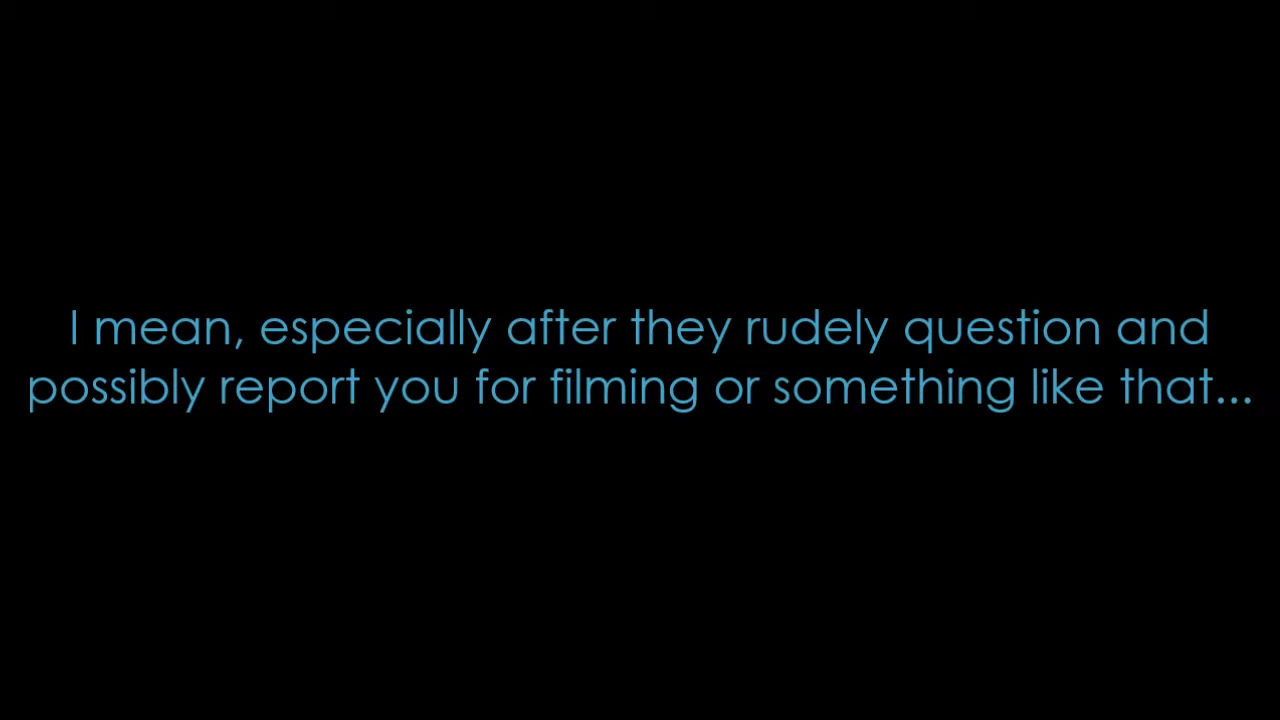 I mean, especially after they rudely question and
possibly report you for filming or something like that...